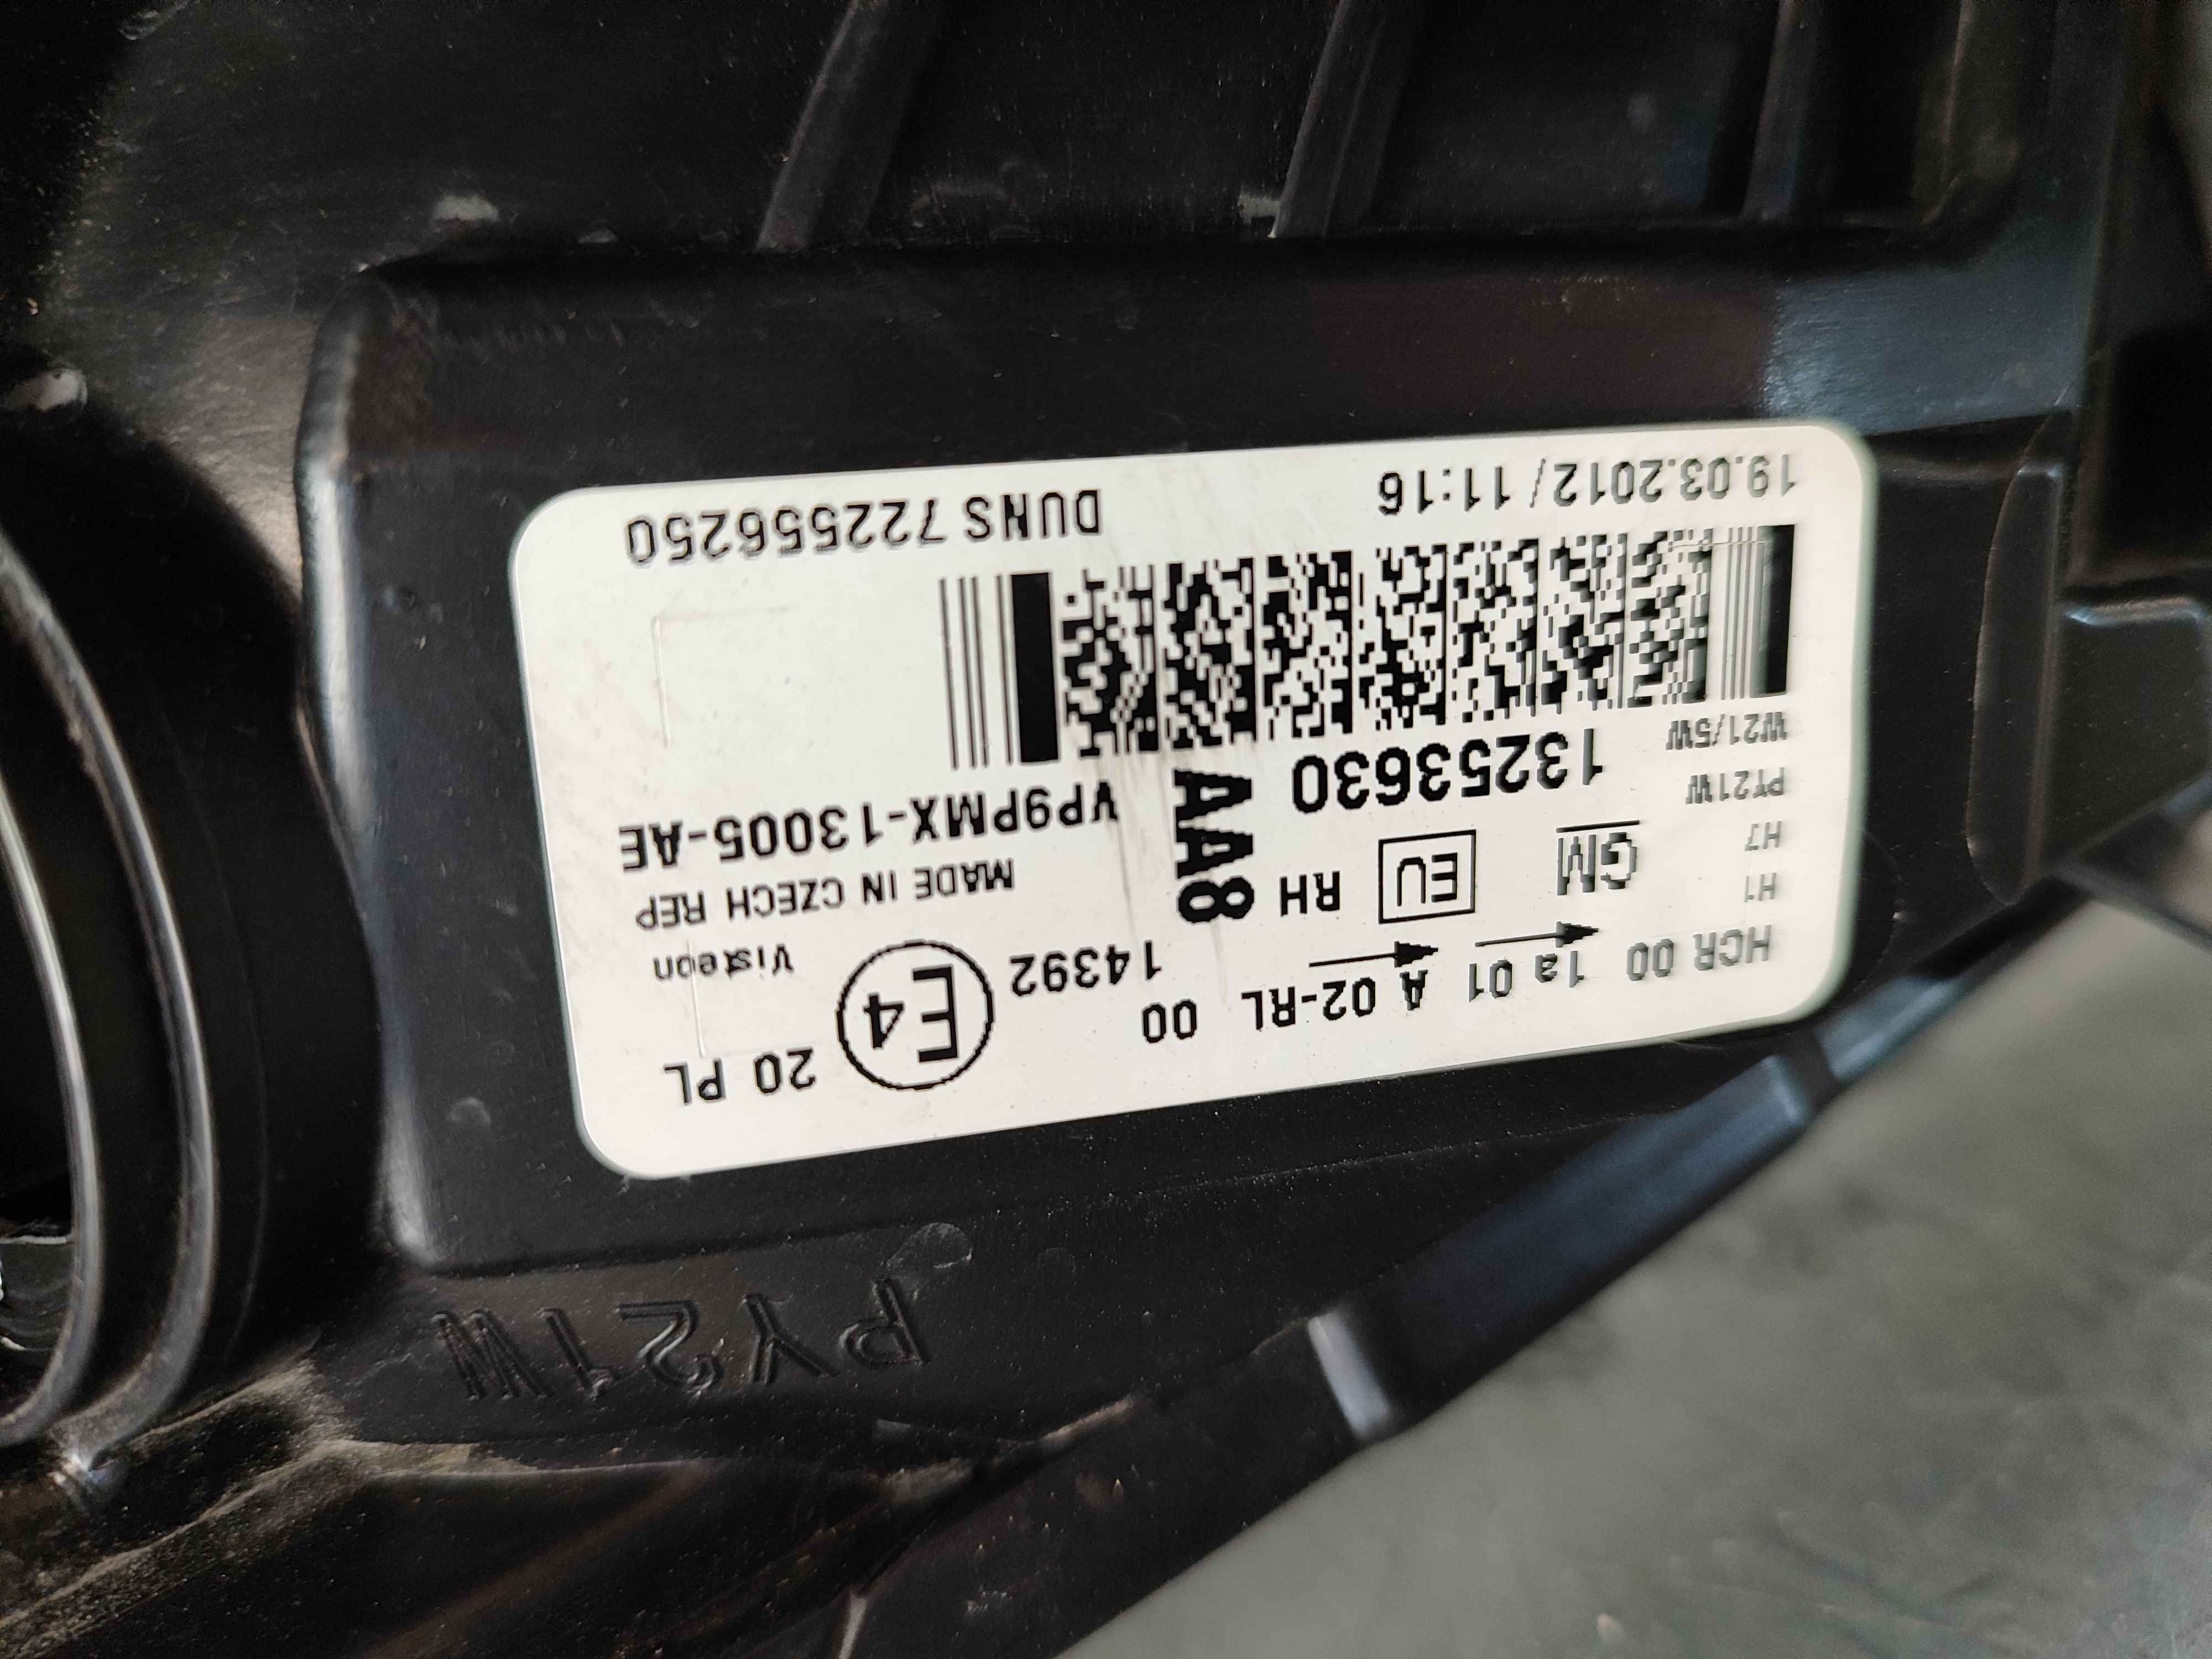 HCR 00 1a 01 A 02-RL 00 E4 20 PL
14392
H1
H7
PY21W
W21/5W
GM EU RH AA8
13253630
Visteon
MADE IN CZECH REP
VP9PMX-13005-AE
19.03.2012/11:16
DUNS 722556250
PY21W